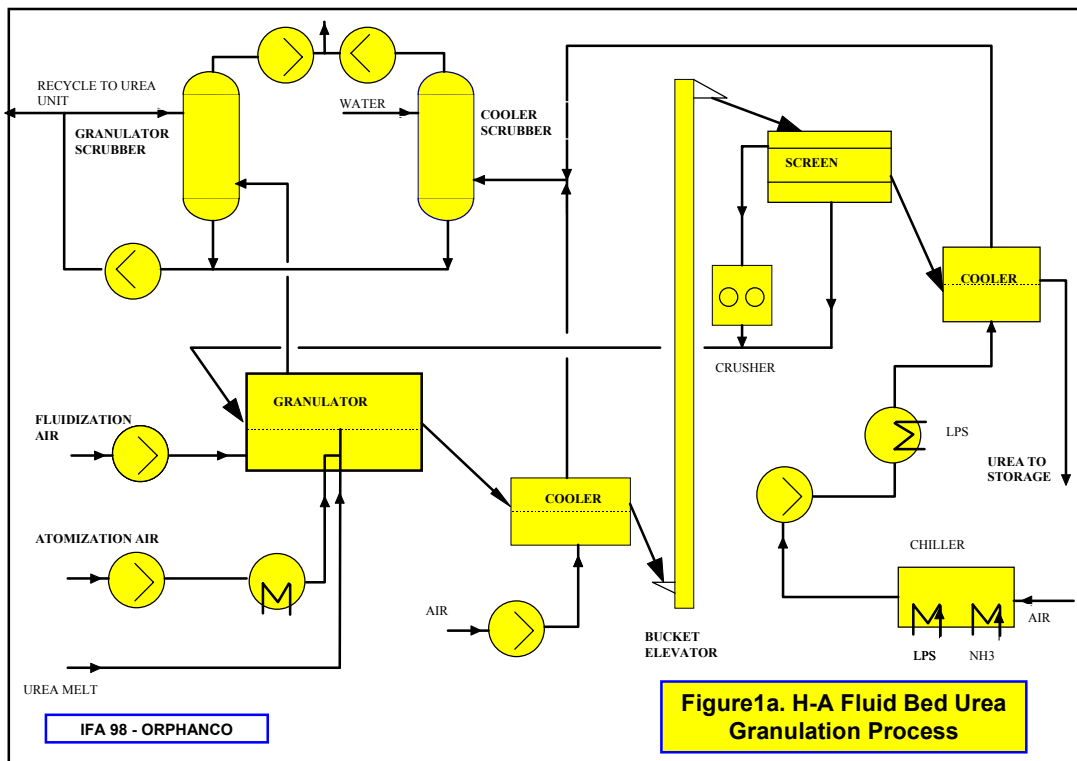 RECYCLE TO UREA
UNIT
GRANULATOR
SCRUBBER
WATER
COOLER
SCRUBBER
SCREEN
COOLER
CRUSHER
GRANULATOR
FLUIDIZATION
AIR
LPS
UREA TO
STORAGE
COOLER
ATOMIZATION AIR
CHILLER
AIR
BUCKET
ELEVATOR
AIR
LPS
NH3
UREA MELT
IFA 98 - ORPHANCO
Figure1a. H-A Fluid Bed Urea
Granulation Process